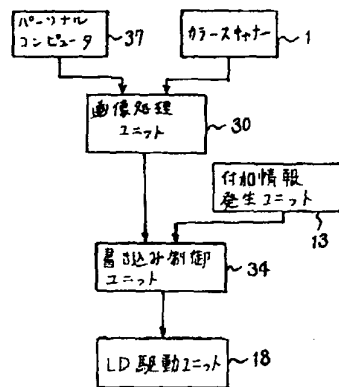 パーソナル
コンピュータ
37
カラースキャナー
1
画像処理
ユニット
30
付加情報
発生ユニット
13
書き込み制御
ユニット
34
LD駆動ユニット
18